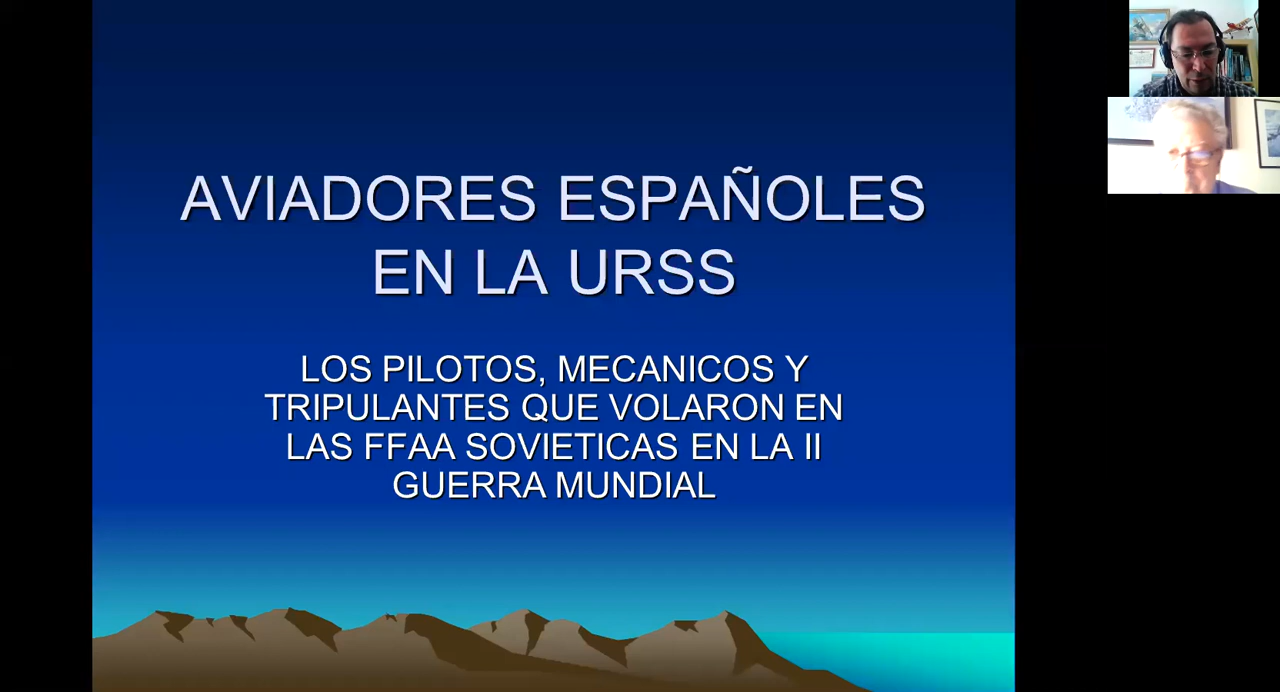 AVIADORES ESPAÑOLES
EN LA URSS
LOS PILOTOS, MECANICOS Y
TRIPULANTES QUE VOLARON EN
LAS FFAA SOVIETICAS EN LA II
GUERRA MUNDIAL